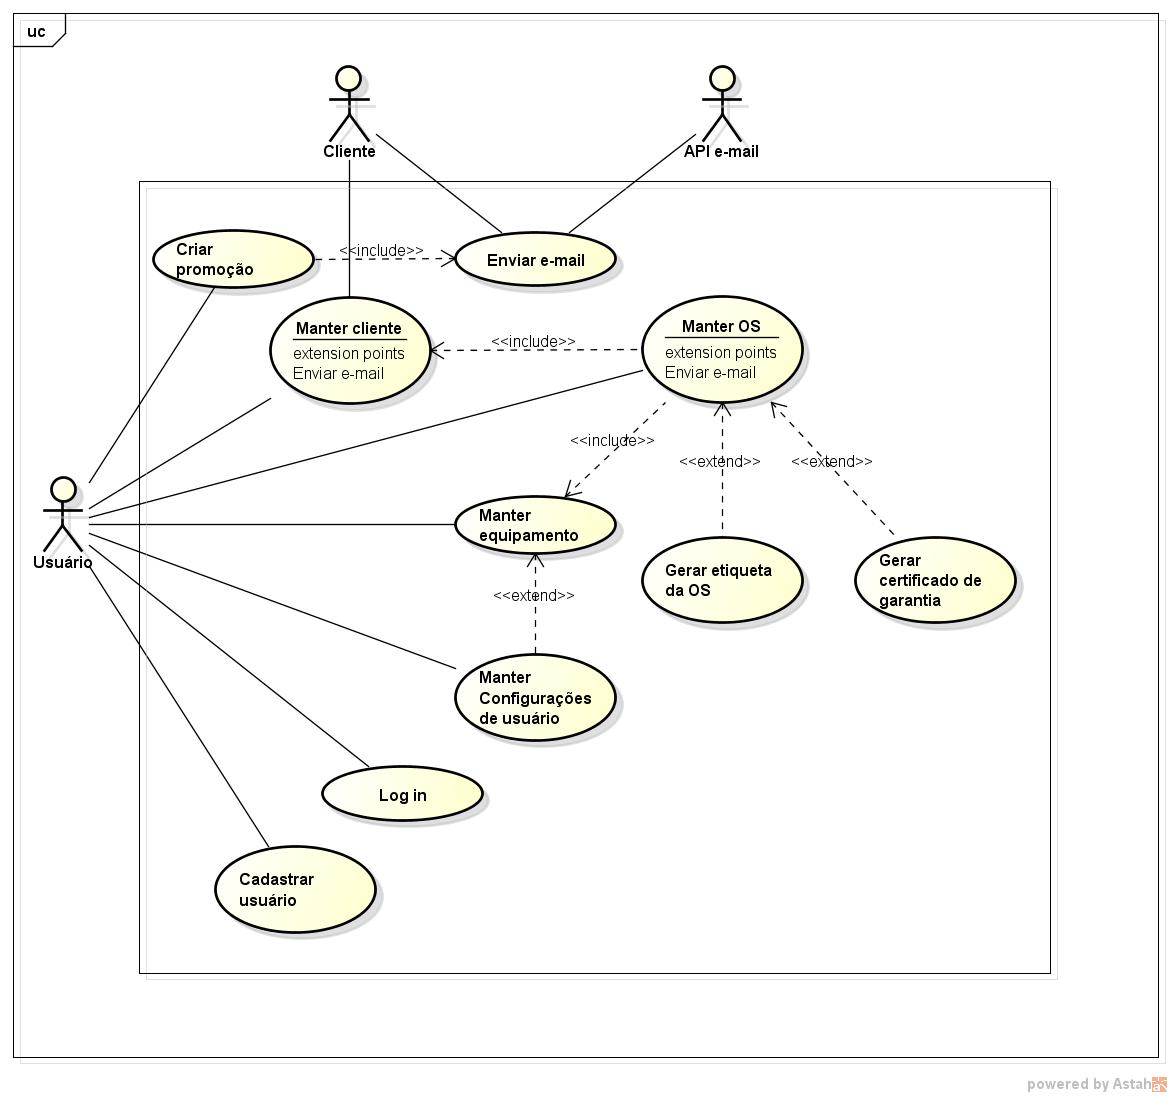 uc
Cliente
API e-mail
Criar
promoção
<<include>>
Enviar e-mail
Manter cliente
extension points
Enviar e-mail
<<include>>
Manter OS
extension points
Enviar e-mail
<<include>>
<<extend>>
<<extend>>
Usuário
Manter
equipamento
Gerar etiqueta
da OS
Gerar
certificado de
garantia
<<extend>>
Manter
Configurações
de usuário
Log in
Cadastrar
usuário
powered by Astah